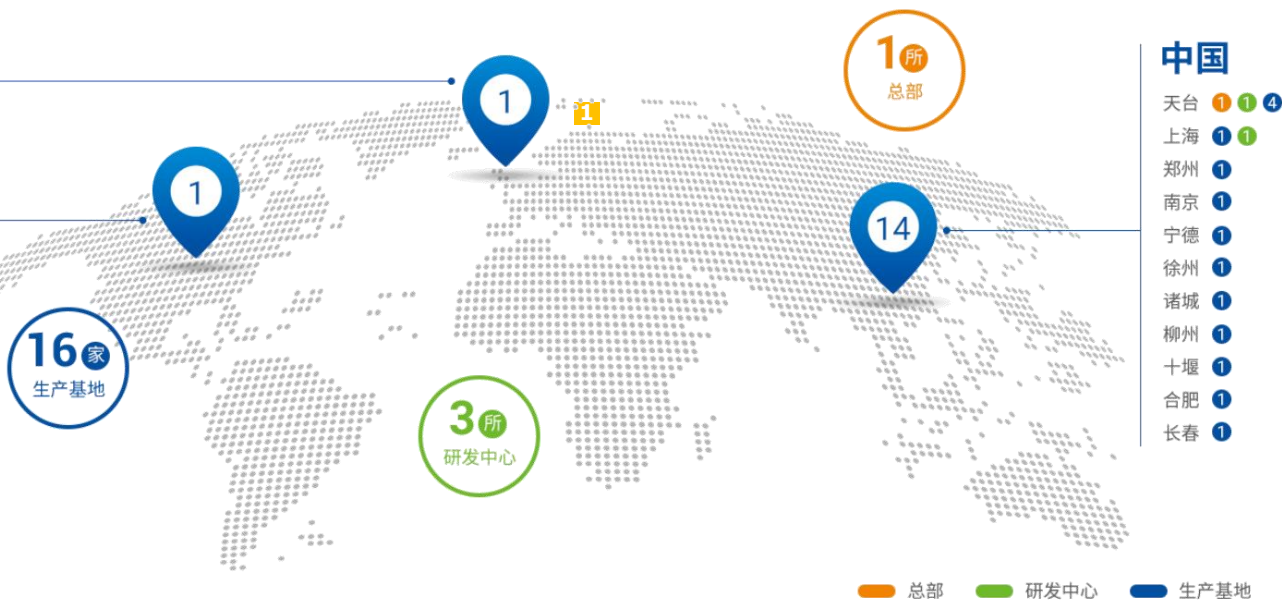 1
1
1
14
1所
总部
16家
生产基地
3所
研发中心
中国
天台 1 1 4
上海 1 1
郑州 1
南京 1
宁德 1
徐州 1
诸城 1
柳州 1
十堰 1
合肥 1
长春 1
总部 研发中心 生产基地